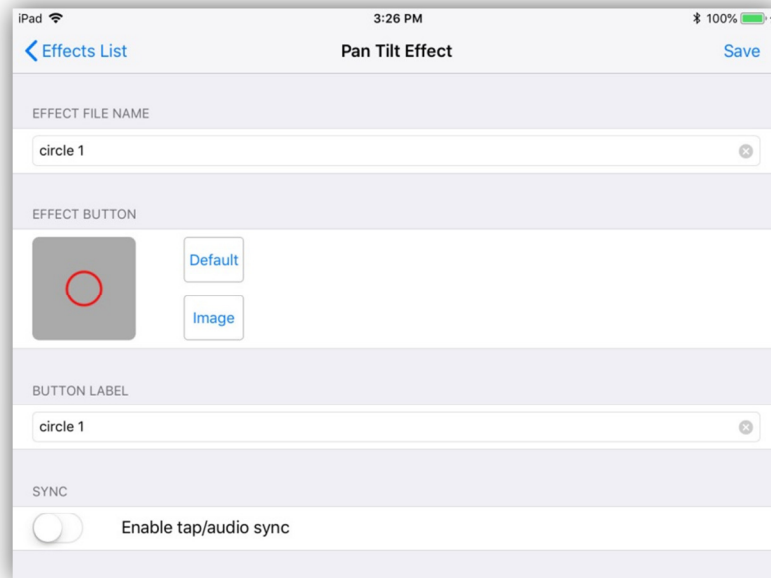 iPad 3:26 PM 100%
Effects List Pan Tilt Effect Save
EFFECT FILE NAME
circle 1
EFFECT BUTTON
Default
Image
BUTTON LABEL
circle 1
SYNC
Enable tap/audio sync